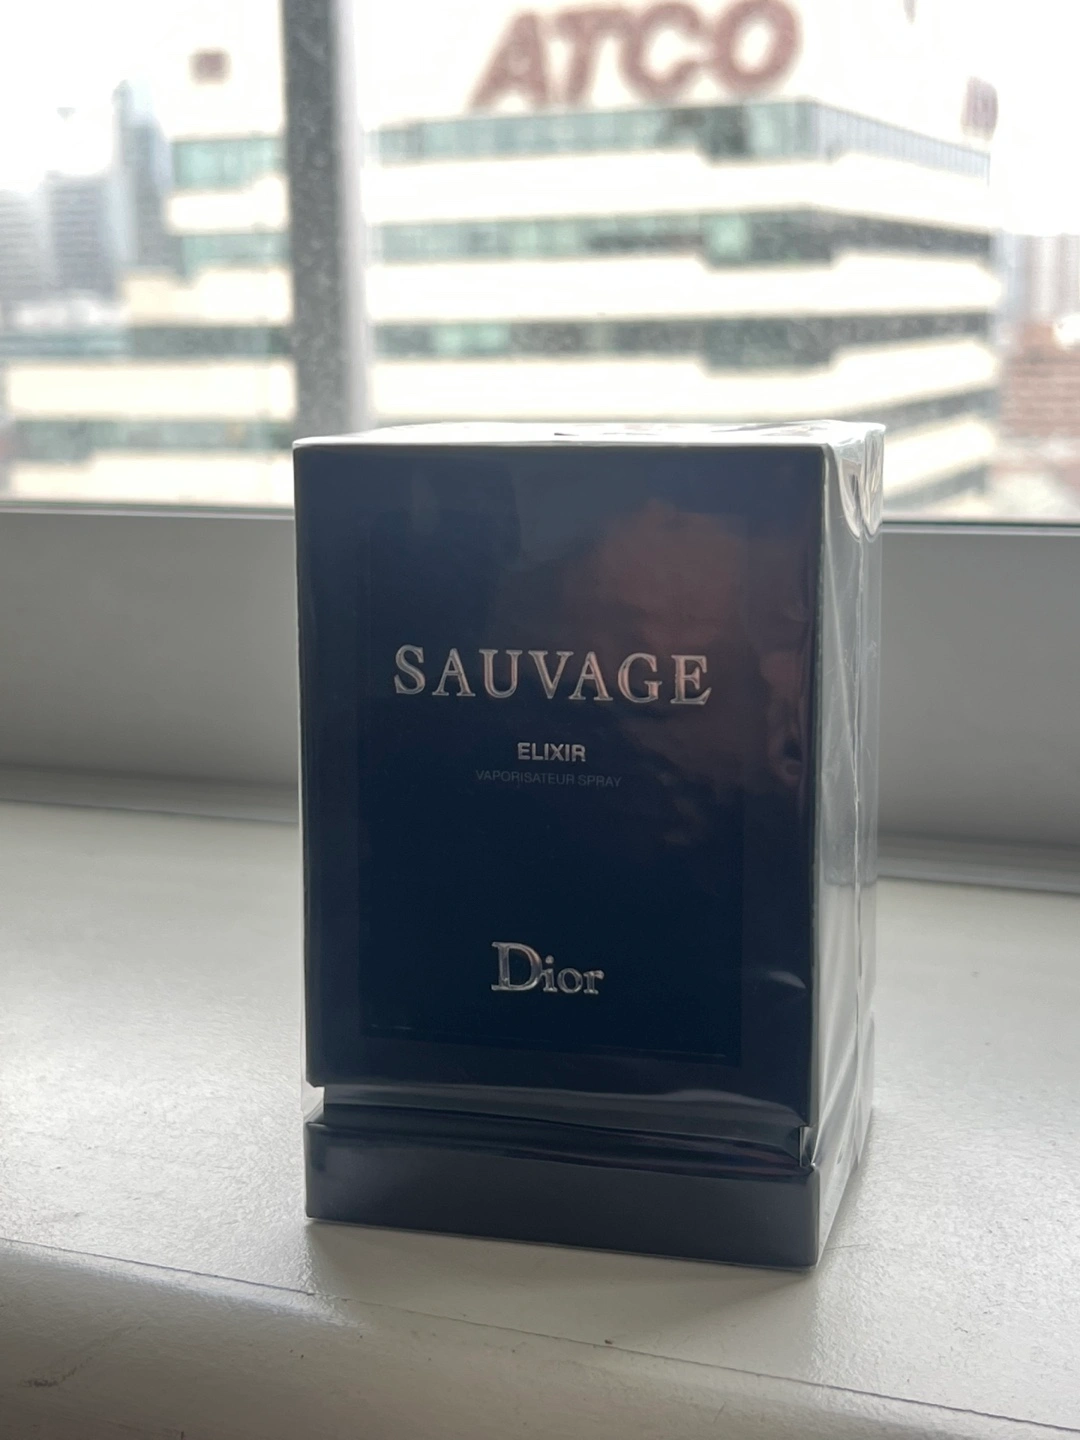 ATCO
SAUVAGE
ELIXIR
VAPORISATEUR SPRAY
Dior